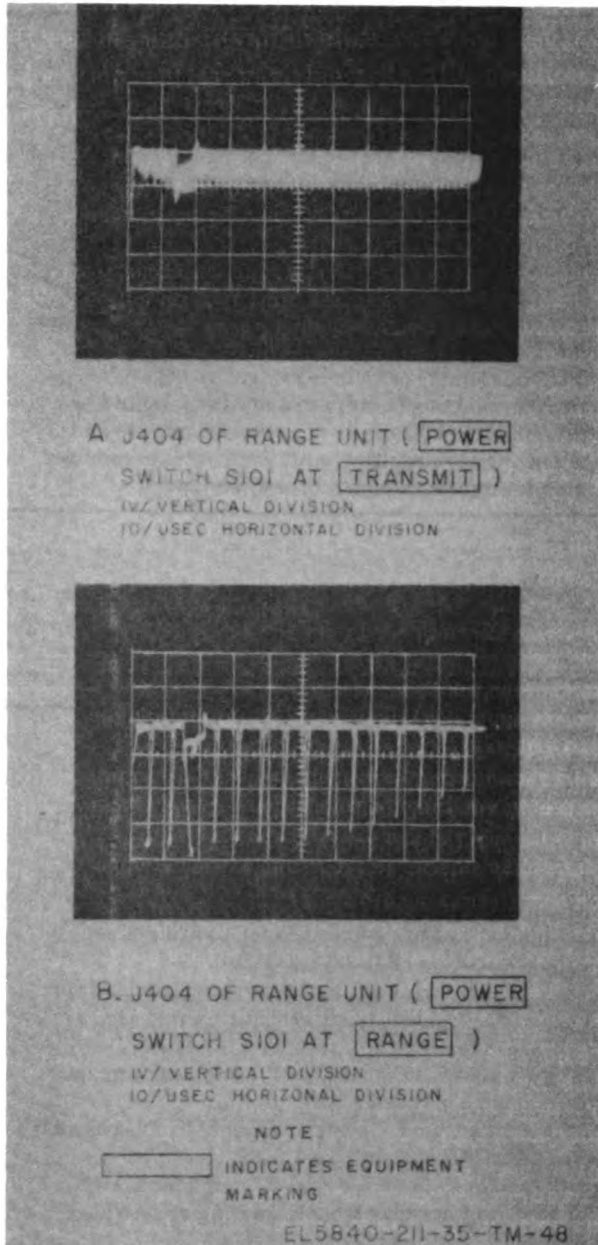 A. J404 OF RANGE UNIT ( POWER
SWITCH S101 AT TRANSMIT )
1V/VERTICAL DIVISION
10/USEC HORIZONTAL DIVISION
B. J404 OF RANGE UNIT ( POWER
SWITCH S101 AT RANGE )
1V/VERTICAL DIVISION
10/USEC HORIZONAL DIVISION
NOTE
INDICATES EQUIPMENT
MARKING
EL5840-211-35-TM-48